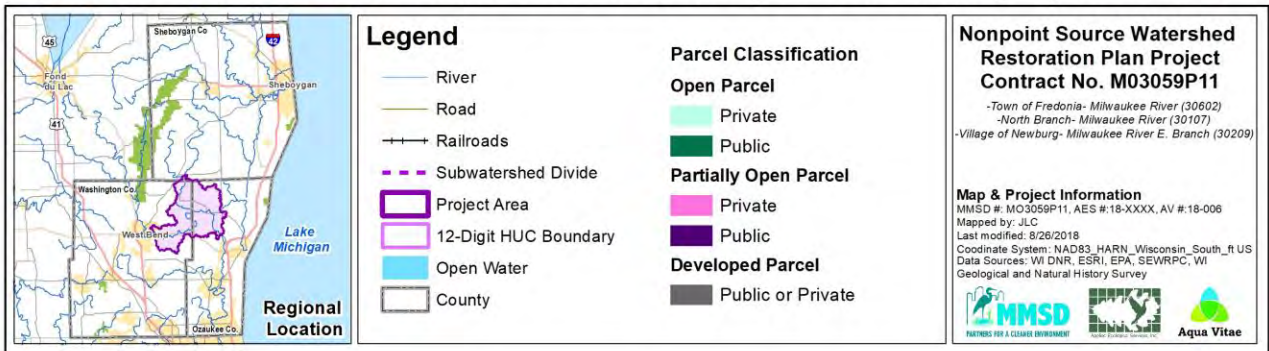 Sheboygan Co
45
Fond
du Lac
42
Sheboygan
41
Washington Co.
West Bend
Lake
Michigan
Ozaukee Co.
Regional
Location
Legend
River
Road
Railroads
Subwatershed Divide
Project Area
12-Digit HUC Boundary
Open Water
County
Parcel Classification
Open Parcel
Private
Public
Partially Open Parcel
Private
Public
Developed Parcel
Public or Private
Nonpoint Source Watershed
Restoration Plan Project
Contract No. M03059P11
-Town of Fredonia- Milwaukee River (30602)
-North Branch- Milwaukee River (30107)
-Village of Newburg- Milwaukee River E. Branch (30209)
Map & Project Information
MMSD #: MO3059P11, AES #:18-XXXX, AV #:18-006
Mapped by: JLC
Last modified: 8/26/2018
Coodinate System: NAD83_HARN_Wisconsin_South_ft US
Data Sources: WI DNR, ESRI, EPA, SEWRPC, WI
Geological and Natural History Survey
MMSD
PARTNERS FOR A CLEANER ENVIRONMENT
Applied Ecological Services, Inc.
Aqua Vitae